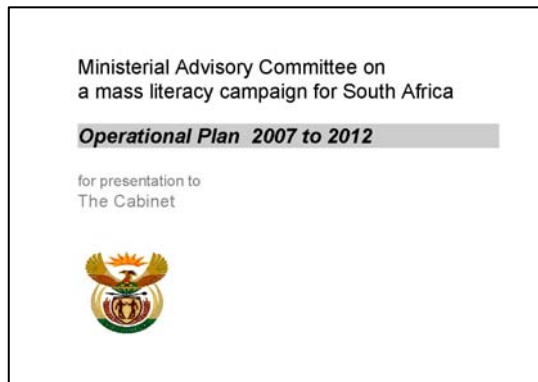 Ministerial Advisory Committee on
a mass literacy campaign for South Africa
Operational Plan 2007 to 2012
for presentation to
The Cabinet